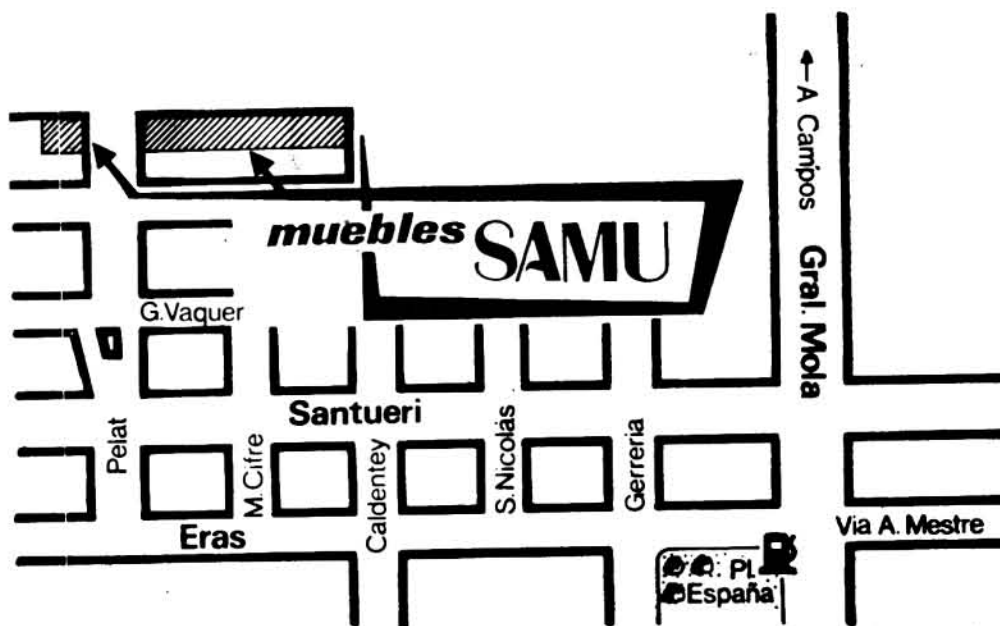 ← A Campos
Gral. Mola
muebles SAMU
G.Vaquer
Santueri
Pelat
M.Cifre
Caldentey
S.Nicolás
Gerreria
Eras
Via A. Mestre
Pl.
España